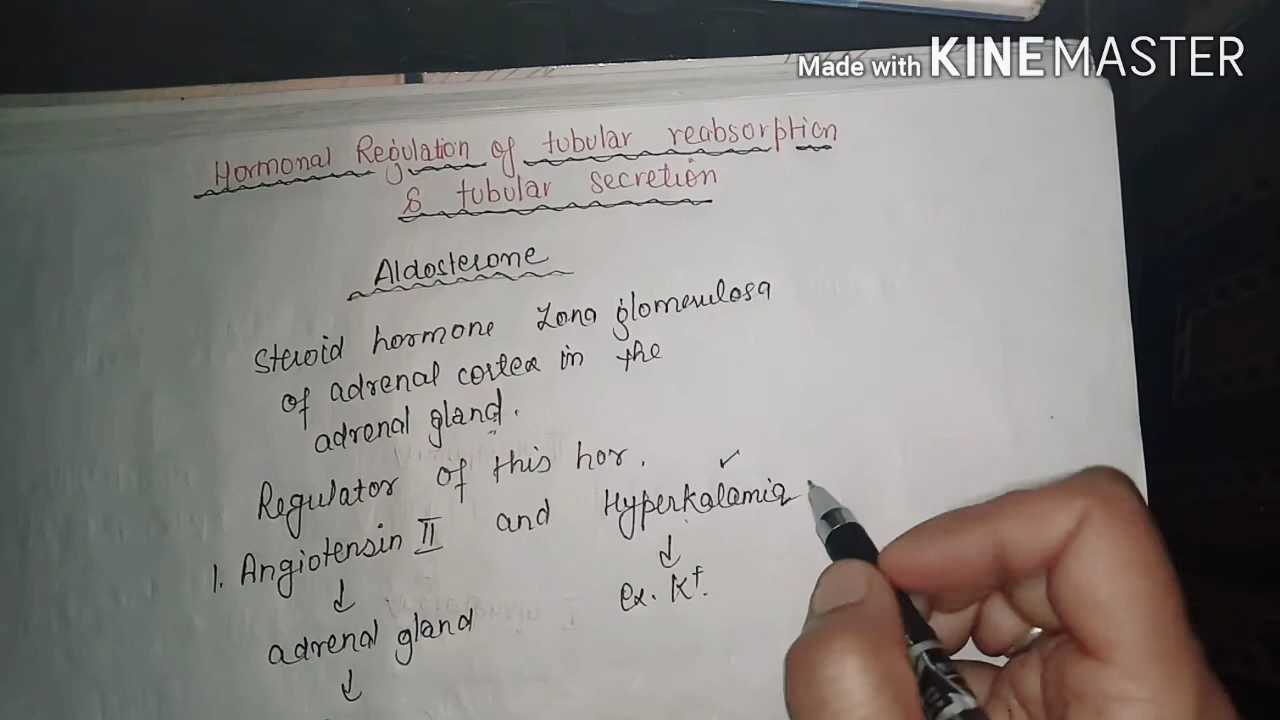 Made with KINEMASTER
Hormonal Regulation of tubular reabsorption
& tubular secretion
Aldosterone
Steroid hormone Zona glomerulosa
of adrenal cortex in the
adrenal gland.
Regulator of this hor.
1. Angiotensin II and Hyperkalamia
↓ ↓
adrenal gland ex. K+.
↓